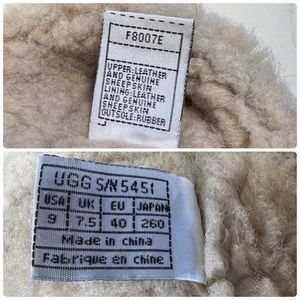 F8007E
UPPER:LEATHER
AND GENUINE
SHEEPSKIN
LINING:LEATHER
AND GENUINE
SHEEPSKIN
OUTSOLE:RUBBER
UGG S/N 5451
USA UK EU JAPAN
9 7.5 40 260
Made in china
Fabrique en chine